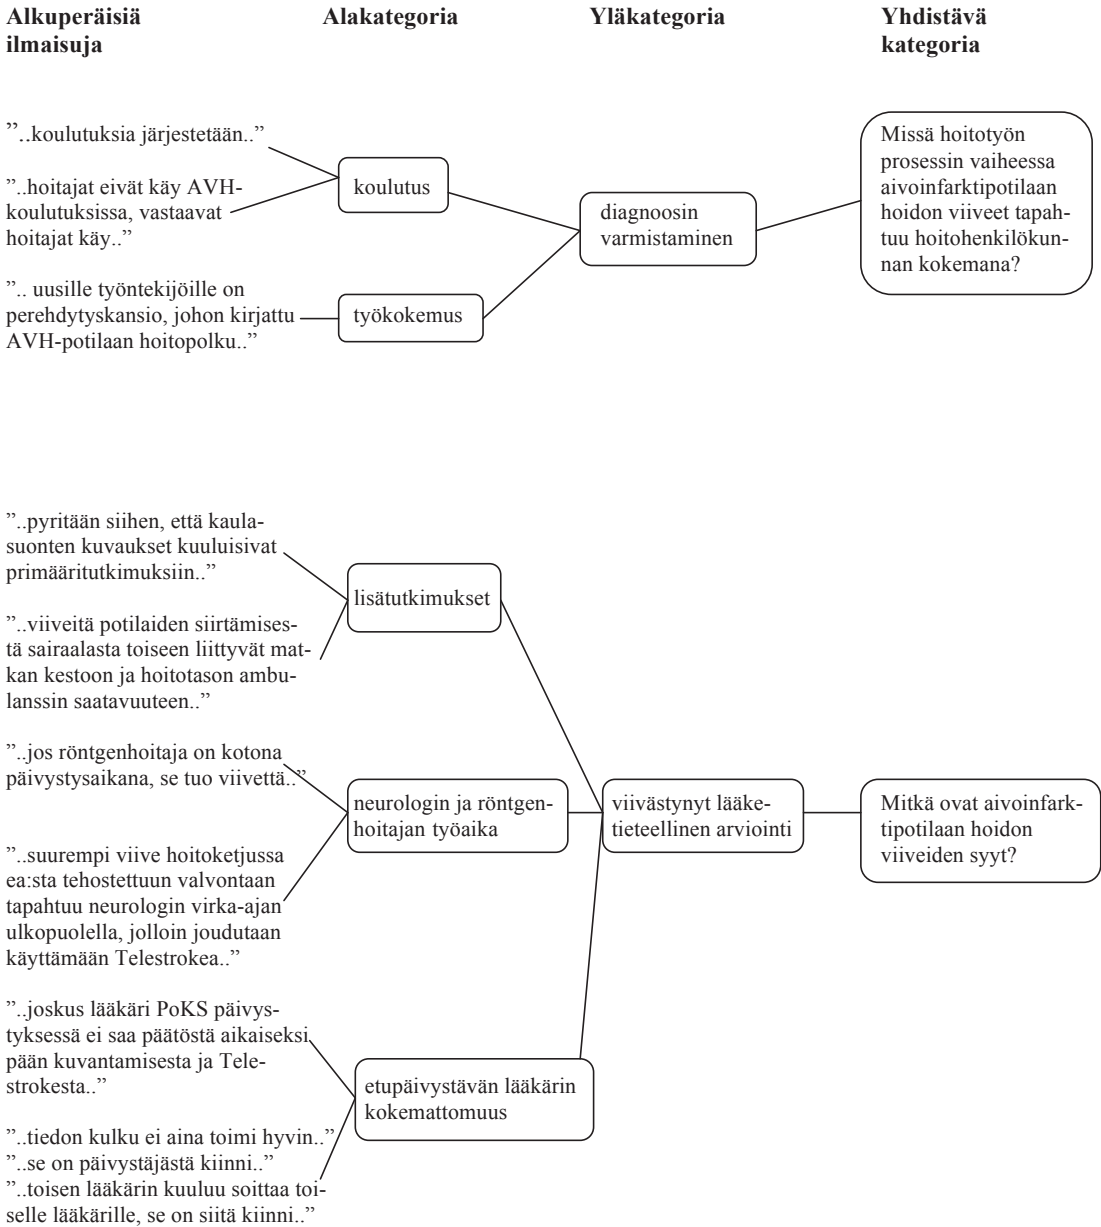 Alkuperäisiä
ilmaisuja
Alakategoria
Yläkategoria
Yhdistävä
kategoria
”..koulutuksia järjestetään..”
”..hoitajat eivät käy AVH-
koulutuksissa, vastaavat
hoitajat käy..”
”.. uusille työntekijöille on
perehdytyskansio, johon kirjattu
AVH-potilaan hoitopolku..”
koulutus
työkokemus
diagnoosin
varmistaminen
Missä hoitotyön
prosessin vaiheessa
aivoinfarktipotilaan
hoidon viiveet tapah-
tuu hoitohenkilökun-
nan kokemana?
”..pyritään siihen, että kaula-
suonten kuvaukset kuuluisivat
primääritutkimuksiin..”
”..viiveitä potilaiden siirtämises-
tä sairaalasta toiseen liittyvät mat-
kan kestoon ja hoitotason ambu-
lanssin saatavuuteen..”
”..jos röntgenhoitaja on kotona
päivystysaikana, se tuo viivettä..”
”..suurempi viive hoitoketjussa
ea:sta tehostettuun valvontaan
tapahtuu neurologin virka-ajan
ulkopuolella, jolloin joudutaan
käyttämään Telestrokea..”
”..joskus lääkäri PoKS päivys-
tyksessä ei saa päätöstä aikaiseksi
pään kuvantamisesta ja Tele-
strokesta..”
”..tiedon kulku ei aina toimi hyvin..”
”..se on päivystäjästä kiinni..”
”..toisen lääkärin kuuluu soittaa toi-
selle lääkärille, se on siitä kiinni..”
lisätutkimukset
neurologin ja röntgen-
hoitajan työaika
etupäivystävän lääkärin
kokemattomuus
viivästynyt lääke-
tieteellinen arviointi
Mitkä ovat aivoinfark-
tipotilaan hoidon
viiveiden syyt?